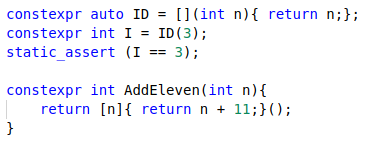 constexpr auto ID = [](int n){ return n;};
constexpr int I = ID(3);
static_assert (I == 3);

constexpr int AddEleven(int n){
    return [n]{ return n + 11;}();
}